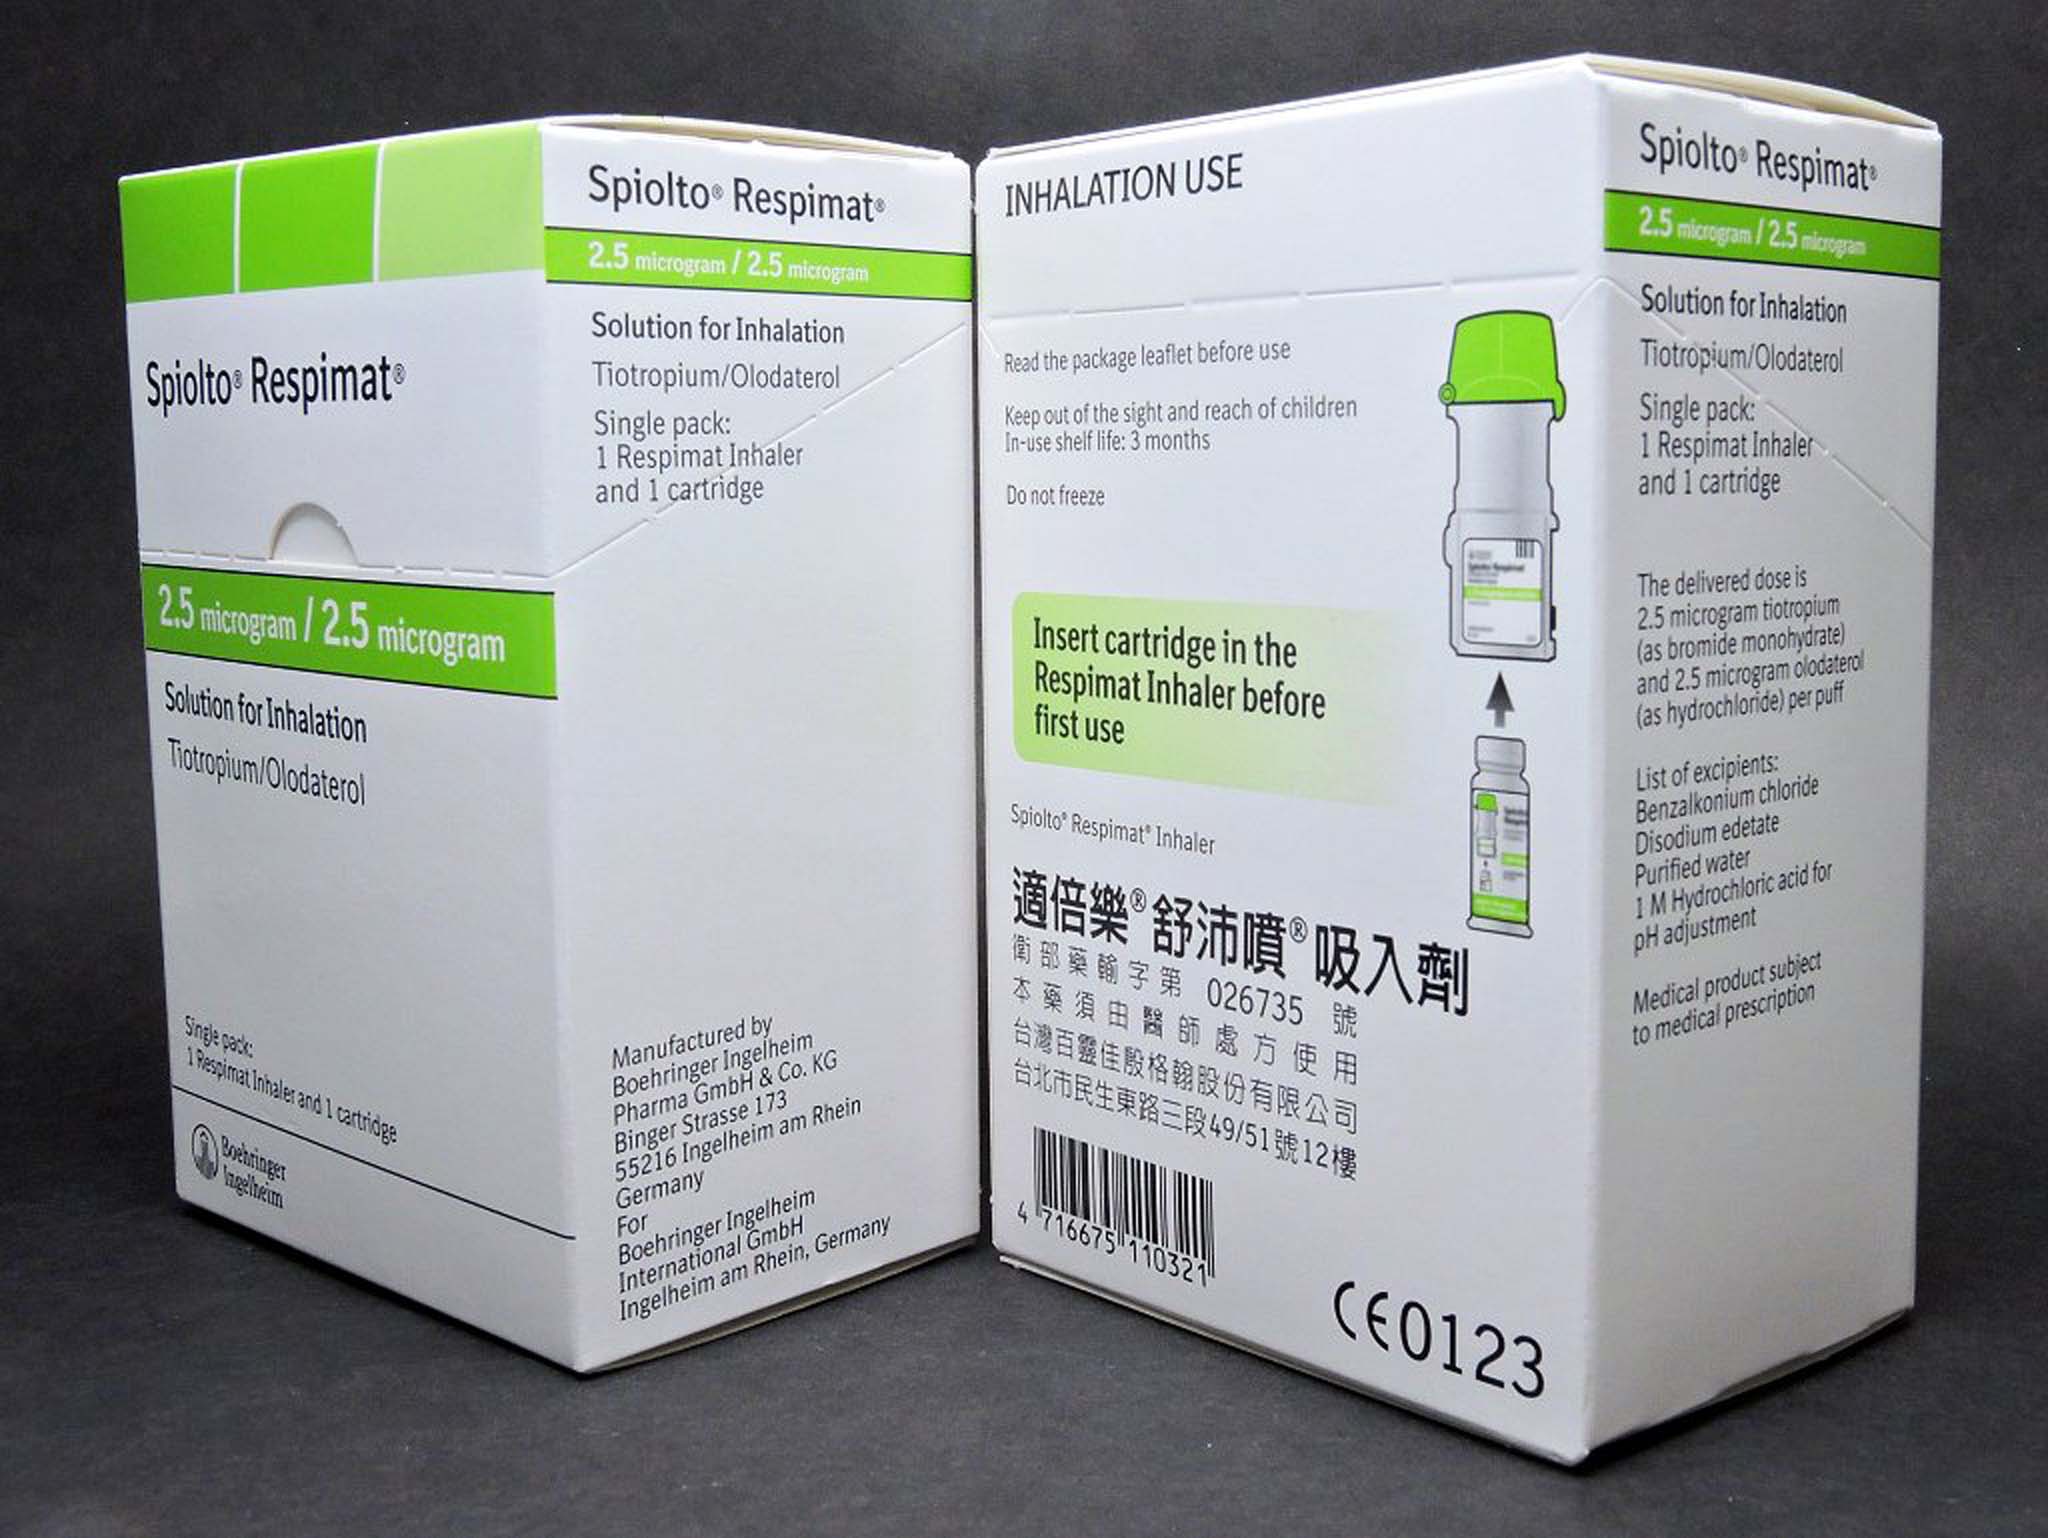 Spiolto® Respimat®
2.5 microgram / 2.5 microgram
Solution for Inhalation
Tiotropium/Olodaterol
Single pack:
1 Respimat Inhaler and 1 cartridge
Boehringer
Ingelheim
Spiolto® Respimat®
2.5 microgram / 2.5 microgram
Solution for Inhalation
Tiotropium/Olodaterol
Single pack:
1 Respimat Inhaler
and 1 cartridge
Manufactured by
Boehringer Ingelheim
Pharma GmbH & Co. KG
Binger Strasse 173
55216 Ingelheim am Rhein
Germany
For
Boehringer Ingelheim
International GmbH
Ingelheim am Rhein, Germany
INHALATION USE
Read the package leaflet before use
Keep out of the sight and reach of children
In-use shelf life: 3 months
Do not freeze
Insert cartridge in the
Respimat Inhaler before
first use
Spiolto® Respimat® Inhaler
適倍樂®舒沛噴®吸入劑
衛部藥輸字第 026735 號
本藥須由醫師處方使用
台灣百靈佳殷格翰股份有限公司
台北市民生東路三段49/51號12樓
4 716675 110321
CE0123
Spiolto® Respimat®
2.5 microgram / 2.5 microgram
Solution for Inhalation
Tiotropium/Olodaterol
Single pack:
1 Respimat Inhaler
and 1 cartridge
The delivered dose is
2.5 microgram tiotropium
(as bromide monohydrate)
and 2.5 microgram olodaterol
(as hydrochloride) per puff
List of excipients:
Benzalkonium chloride
Disodium edetate
Purified water
1 M Hydrochloric acid for
pH adjustment
Medical product subject
to medical prescription